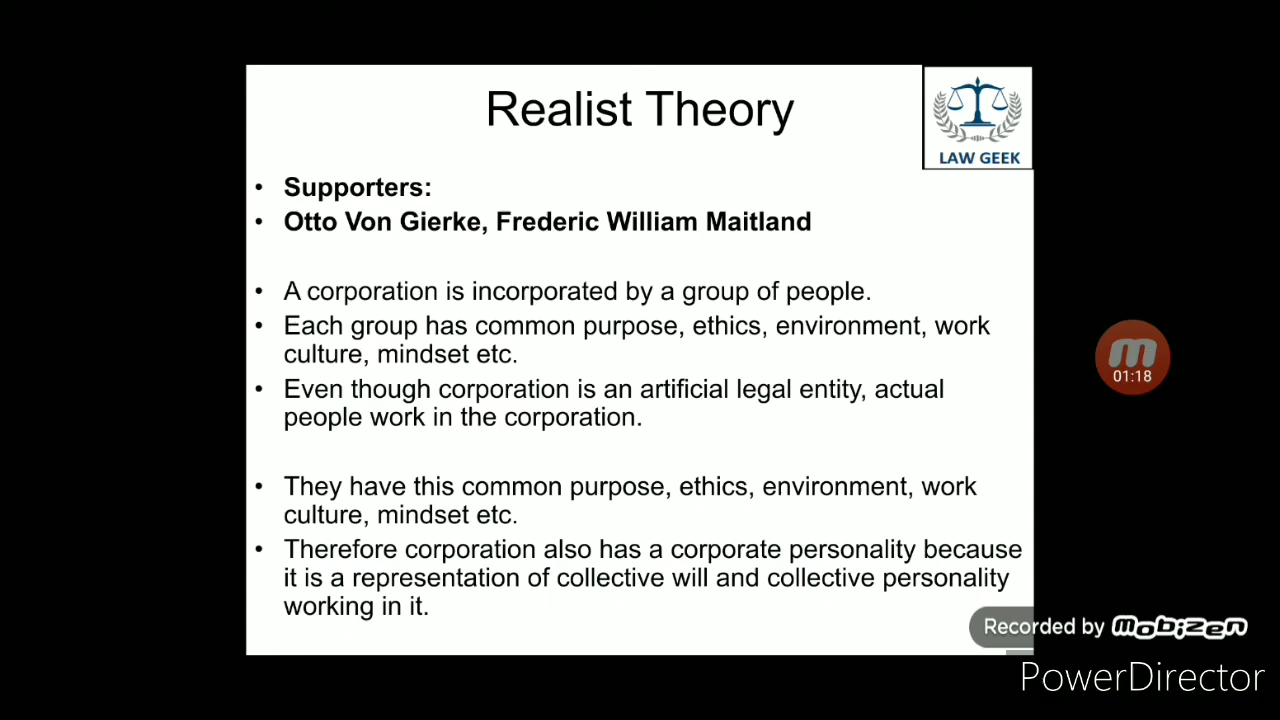 Realist Theory
LAW GEEK
• Supporters:
• Otto Von Gierke, Frederic William Maitland
• A corporation is incorporated by a group of people.
• Each group has common purpose, ethics, environment, work
culture, mindset etc.
• Even though corporation is an artificial legal entity, actual
people work in the corporation.
• They have this common purpose, ethics, environment, work
culture, mindset etc.
• Therefore corporation also has a corporate personality because
it is a representation of collective will and collective personality
working in it.
01:18
Recorded by mobizen
PowerDirector